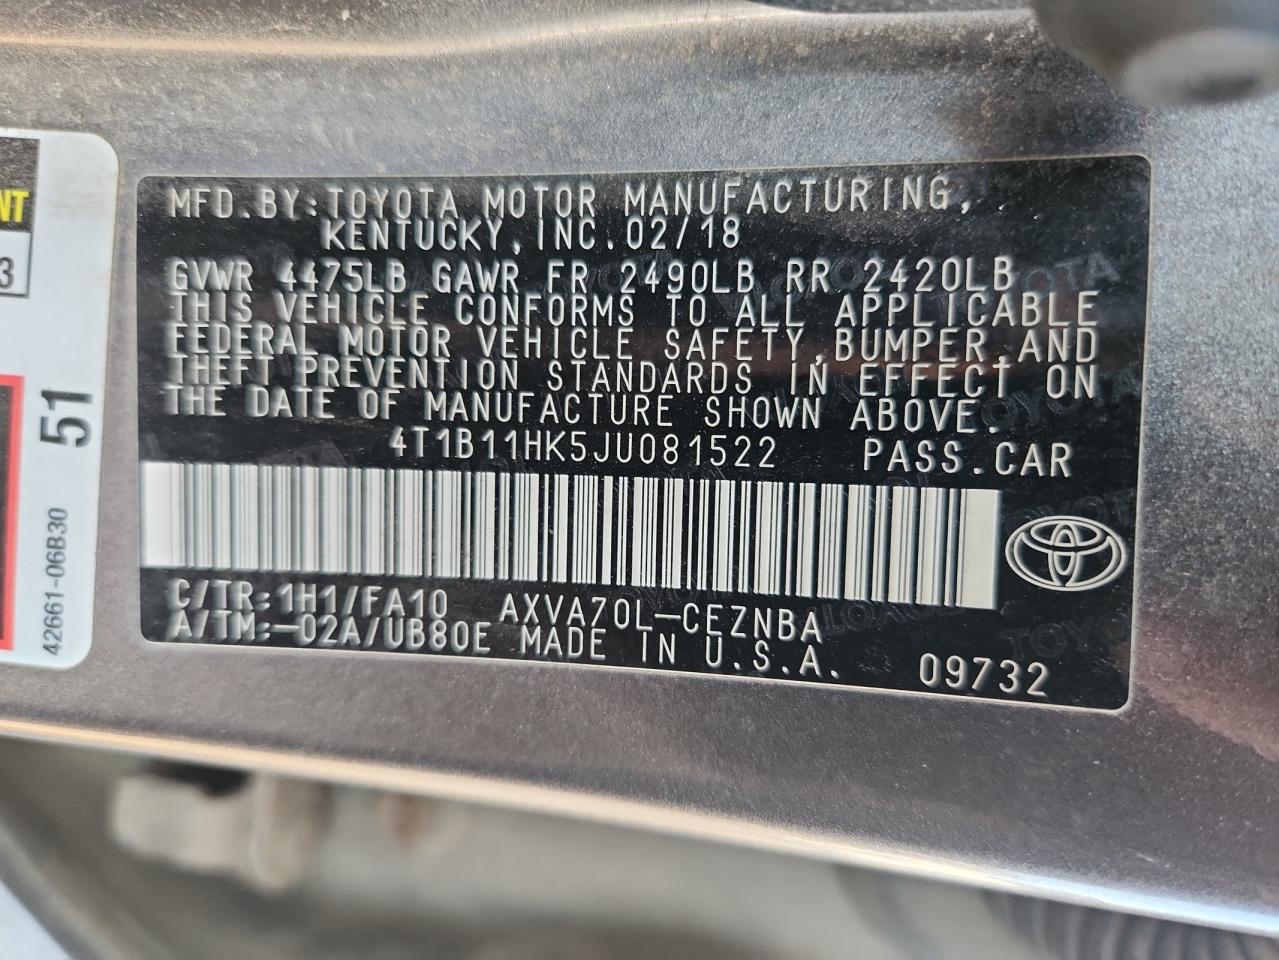 NT
3
51
42661-06B30
MFD.BY:TOYOTA MOTOR MANUFACTURING,
KENTUCKY,INC.02/18
GVWR 4475LB GAWR FR 2490LB RR 2420LB
THIS VEHICLE CONFORMS TO ALL APPLICABLE
FEDERAL MOTOR VEHICLE SAFETY,BUMPER,AND
THEFT PREVENTION STANDARDS IN EFFECT ON
THE DATE OF MANUFACTURE SHOWN ABOVE.
4T1B11HK5JU081522 PASS.CAR
C/TR:1H1/FA10 AXVA70L-CEZNBA
A/TM:-02A/UB80E MADE IN U.S.A.
09732